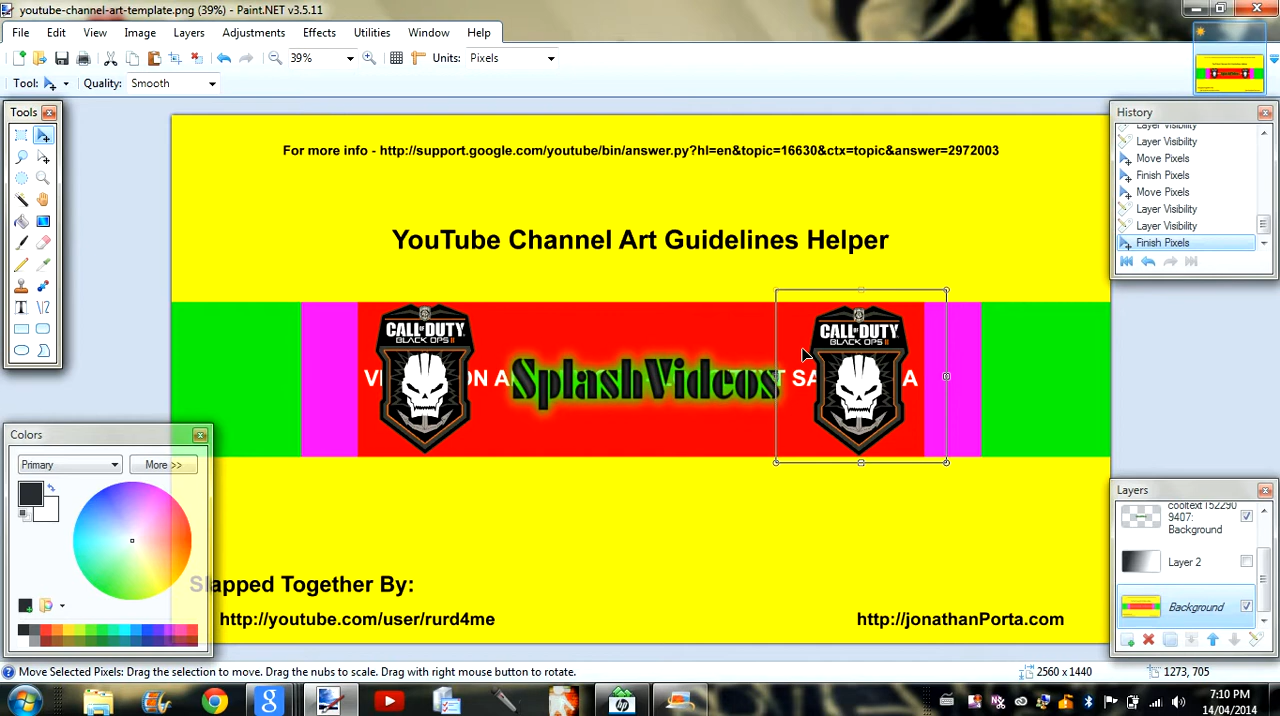 youtube-channel-art-template.png (39%) - Paint.NET v3.5.11
File Edit View Image Layers Adjustments Effects Utilities Window Help
39% Units: Pixels
Tool: Quality: Smooth
Tools
History
Layer Visibility
Layer Visibility
Move Pixels
Finish Pixels
Move Pixels
Layer Visibility
Layer Visibility
Finish Pixels
For more info - http://support.google.com/youtube/bin/answer.py?hl=en&topic=16630&ctx=topic&answer=2972003
YouTube Channel Art Guidelines Helper
CALL OF DUTY
BLACK OPS II
CALL OF DUTY
BLACK OPS II
SplashVideos
Colors
Primary More >>
Layers
cooltext152290
9407:
Background
Layer 2
Background
Slapped Together By:
http://youtube.com/user/rurd4me http://jonathanPorta.com
Move Selected Pixels: Drag the selection to move. Drag the nubs to scale. Drag with right mouse button to rotate. 2560 x 1440 1273, 705
7:10 PM
14/04/2014